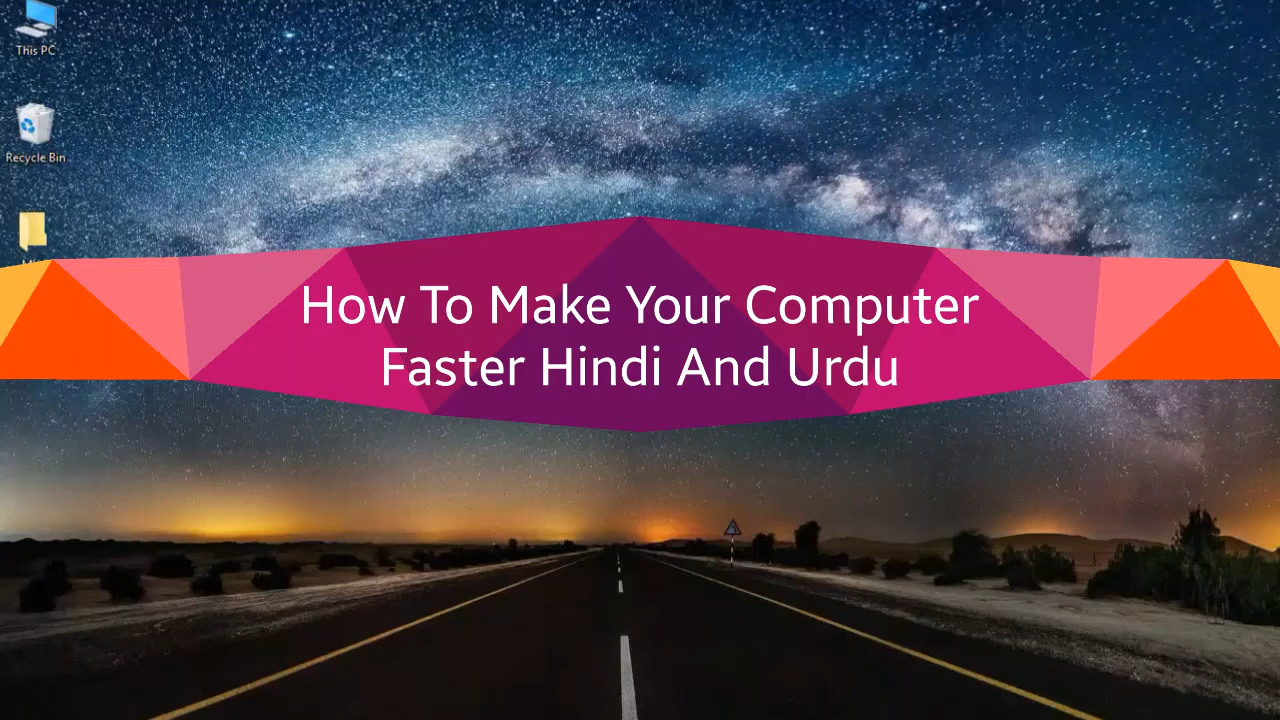 This PC
Recycle Bin
How To Make Your Computer
Faster Hindi And Urdu